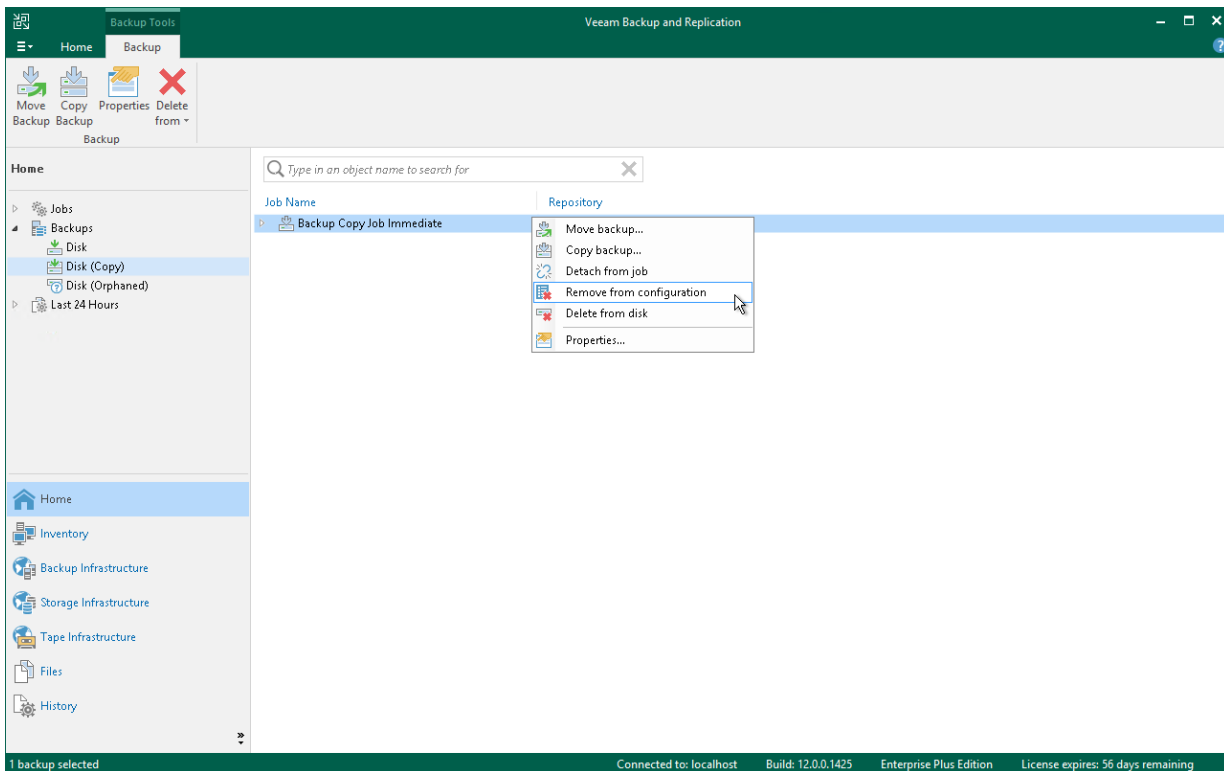 Backup Tools
Veeam Backup and Replication
Home
Backup
Move Backup
Copy Backup
Properties
Delete from
Backup
Home
Type in an object name to search for
Jobs
Backups
Disk
Disk (Copy)
Disk (Orphaned)
Last 24 Hours
Job Name
Repository
Backup Copy Job Immediate
Move backup...
Copy backup...
Detach from job
Remove from configuration
Delete from disk
Properties...
Home
Inventory
Backup Infrastructure
Storage Infrastructure
Tape Infrastructure
Files
History
1 backup selected
Connected to: localhost
Build: 12.0.0.1425
Enterprise Plus Edition
License expires: 56 days remaining